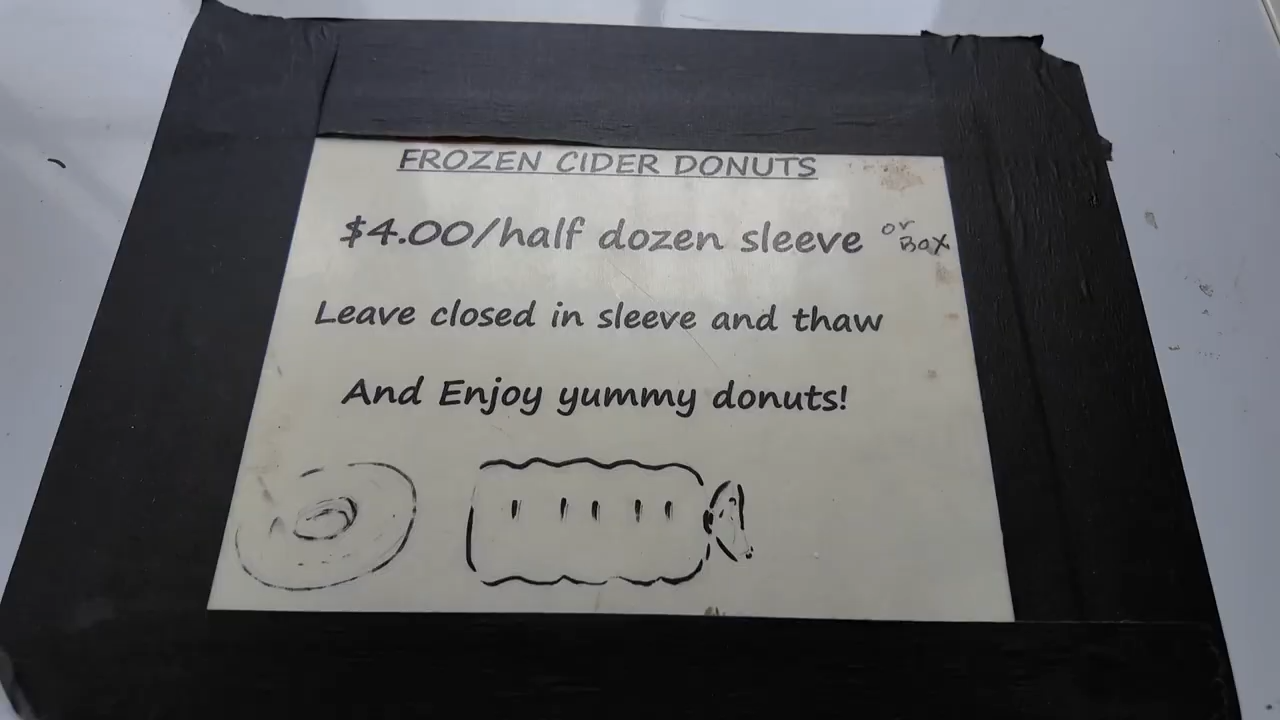 FROZEN CIDER DONUTS
$4.00/half dozen sleeve or Box
Leave closed in sleeve and thaw
And Enjoy yummy donuts!